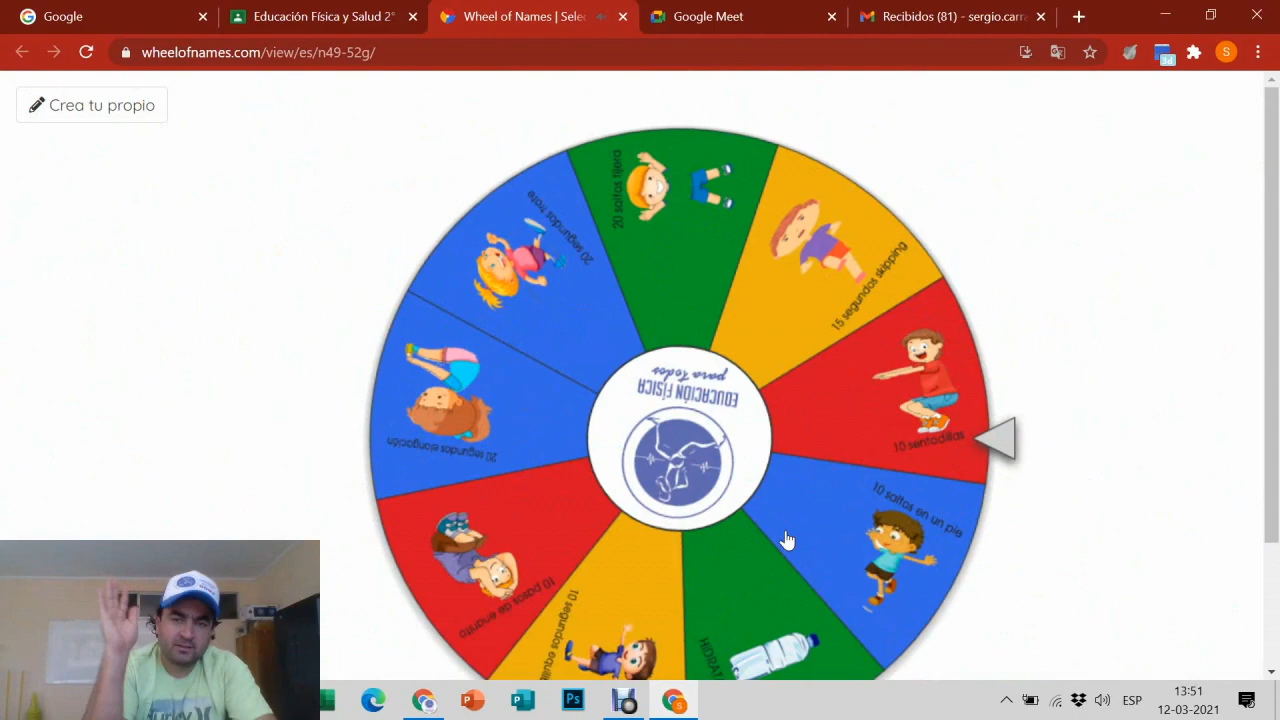 Google
Educación Física y Salud 2°
Wheel of Names | Sele
Google Meet
Recibidos (81) - sergio.carr
wheelofnames.com/view/es/n49-52g/
3d
S
Crea tu propio
20 saltos tijera
15 segundos skipping
20 segundos trote
10 sentadillas
EDUCACIÓN FÍSICA
para Todos
20 segundos elongación
10 saltos en un pie
10 pasos de enanito
10 segundos equili
HIDRAT
ESP
13:51
12-03-2021